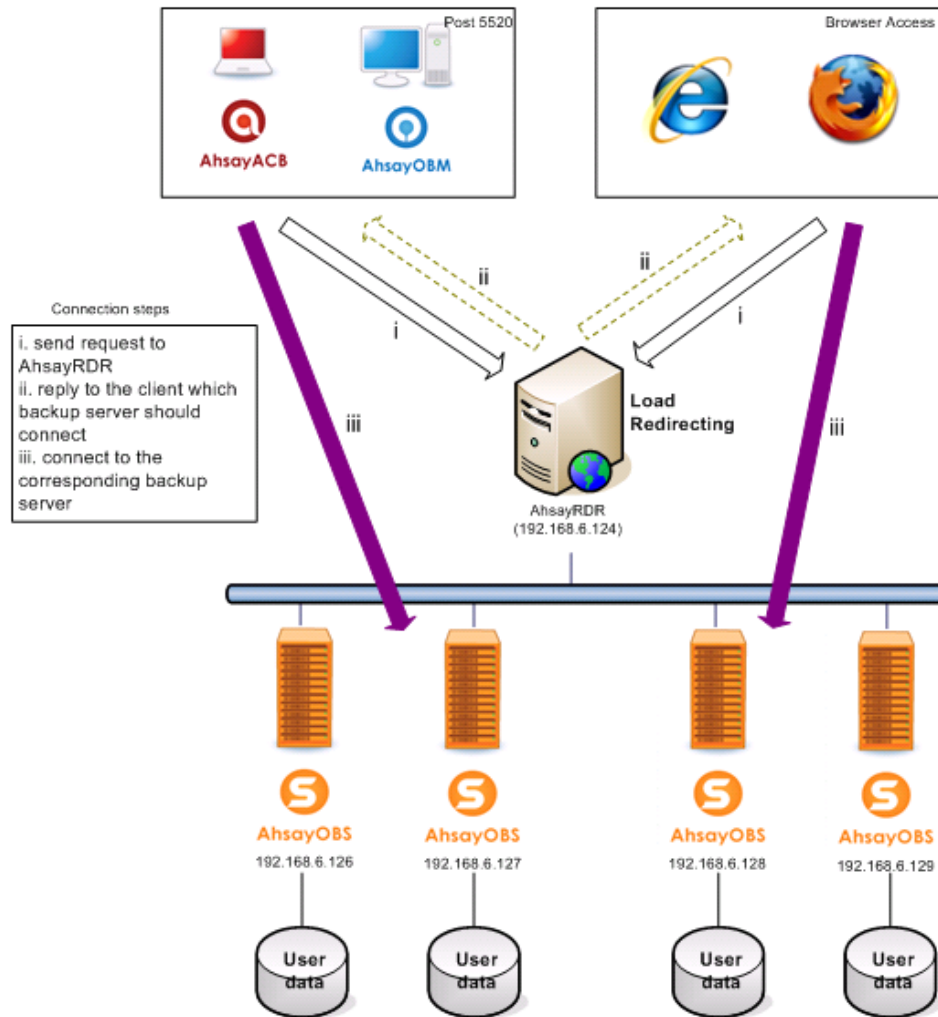 Post 5520
Browser Access
AhsayACB
AhsayOBM
ii
ii
i
i
Connection steps
i. send request to
AhsayRDR
ii. reply to the client which
backup server should
connect
iii. connect to the
corresponding backup
server
iii
Load
Redirecting
iii
AhsayRDR
(192.168.6.124)
S
S
S
S
AhsayOBS
AhsayOBS
AhsayOBS
AhsayOBS
192.168.6.126
192.168.6.127
192.168.6.128
192.168.6.129
User
data
User
data
User
data
User
data